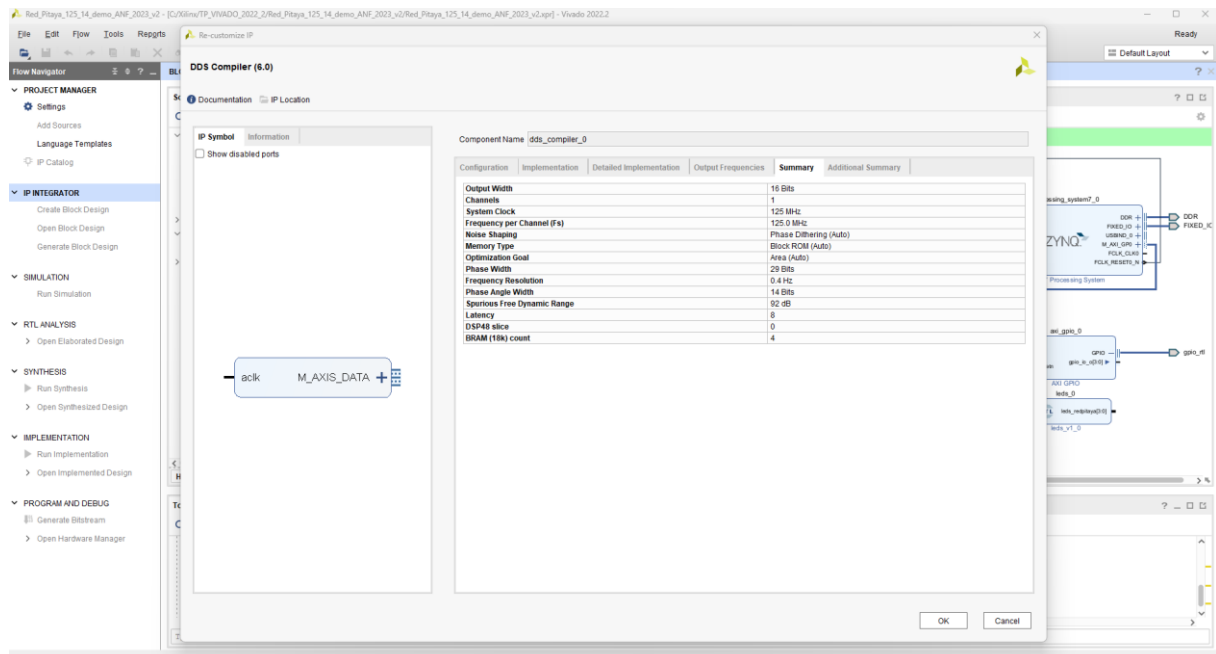 Red_Pitaya_125_14_demo_ANF_2023_v2 - [C:/Xilinx/TP_VIVADO_2022_2/Red_Pitaya_125_14_demo_ANF_2023_v2/Red_Pitaya_125_14_demo_ANF_2023_v2.xpr] - Vivado 2022.2
File Edit Flow Tools Reports
Re-customize IP
Ready
Default Layout
Flow Navigator
PROJECT MANAGER
Settings
Add Sources
Language Templates
IP Catalog
IP INTEGRATOR
Create Block Design
Open Block Design
Generate Block Design
SIMULATION
Run Simulation
RTL ANALYSIS
Open Elaborated Design
SYNTHESIS
Run Synthesis
Open Synthesized Design
IMPLEMENTATION
Run Implementation
Open Implemented Design
PROGRAM AND DEBUG
Generate Bitstream
Open Hardware Manager
DDS Compiler (6.0)
Documentation IP Location
IP Symbol Information
Show disabled ports
aclk M_AXIS_DATA
Component Name dds_compiler_0
Configuration Implementation Detailed Implementation Output Frequencies Summary Additional Summary
Output Width 16 Bits
Channels 1
System Clock 125 MHz
Frequency per Channel (Fs) 125.0 MHz
Noise Shaping Phase Dithering (Auto)
Memory Type Block ROM (Auto)
Optimization Goal Area (Auto)
Phase Width 29 Bits
Frequency Resolution 0.4 Hz
Phase Angle Width 14 Bits
Spurious Free Dynamic Range 92 dB
Latency 8
DSP48 slice 0
BRAM (18k) count 4
OK Cancel
essing_system7_0
DDR DDR
FIXED_IO FIXED_IC
USBIND_0
ZYNQ M_AXI_GP0
FCLK_CLK0
FCLK_RESET0_N
Processing System
axi_gpio_0
GPIO gpio_rtl
gpio_io_o[3:0]
AXI GPIO
leds_0
leds_redpitaya[3:0]
leds_v1_0